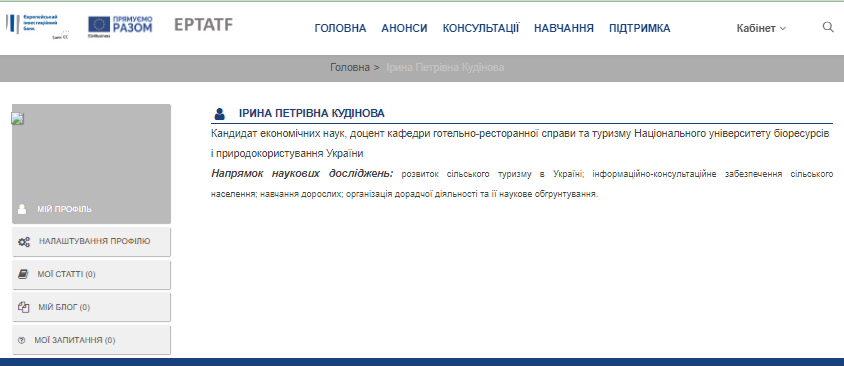 Європейський
інвестиційний
банк
ПРЯМУЄМО
РАЗОМ
EPTATF
ГОЛОВНА АНОНСИ КОНСУЛЬТАЦІЇ НАВЧАННЯ ПІДТРИМКА
Кабінет
Головна > Ірина Петрівна Кудінова
МІЙ ПРОФІЛЬ
НАЛАШТУВАННЯ ПРОФІЛЮ
МОЇ СТАТТІ (0)
МІЙ БЛОГ (0)
МОЇ ЗАПИТАННЯ (0)
ІРИНА ПЕТРІВНА КУДІНОВА
Кандидат економічних наук, доцент кафедри готельно-ресторанної справи та туризму Національного університету біоресурсів
і природокористування України
Напрямок наукових досліджень: розвиток сільського туризму в Україні; інформаційно-консультаційне забезпечення сільського
населення; навчання дорослих; організація дорадчої діяльності та її наукове обгрунтування.